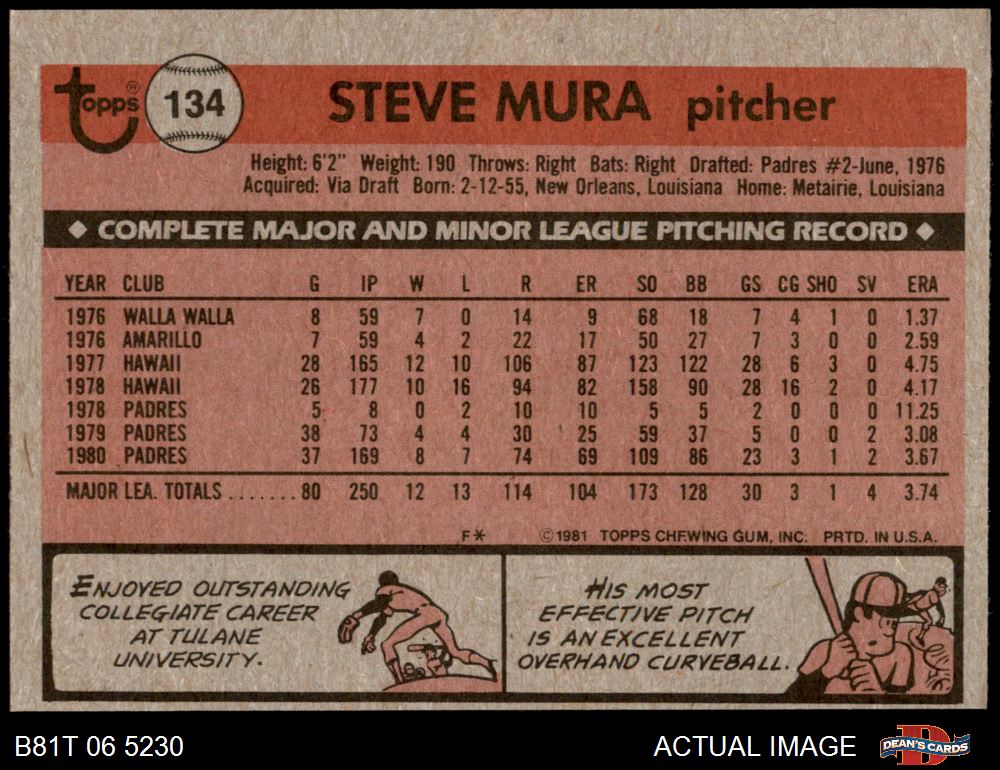 Topps®
134
STEVE MURA pitcher
Height: 6'2" Weight: 190 Throws: Right Bats: Right Drafted: Padres #2-June, 1976
Acquired: Via Draft Born: 2-12-55, New Orleans, Louisiana Home: Metairie, Louisiana
◆ COMPLETE MAJOR AND MINOR LEAGUE PITCHING RECORD ◆
YEAR CLUB G IP W L R ER SO BB GS CG SHO SV ERA
1976 WALLA WALLA 8 59 7 0 14 9 68 18 7 4 1 0 1.37
1976 AMARILLO 7 59 4 2 22 17 50 27 7 3 0 0 2.59
1977 HAWAII 28 165 12 10 106 87 123 122 28 6 3 0 4.75
1978 HAWAII 26 177 10 16 94 82 158 90 28 16 2 0 4.17
1978 PADRES 5 8 0 2 10 10 5 5 2 0 0 0 11.25
1979 PADRES 38 73 4 4 30 25 59 37 5 0 0 2 3.08
1980 PADRES 37 169 8 7 74 69 109 86 23 3 1 2 3.67
MAJOR LEA. TOTALS .......80 250 12 13 114 104 173 128 30 3 1 4 3.74
F* ©1981 TOPPS CHEWING GUM, INC. PRTD. IN U.S.A.
ENJOYED OUTSTANDING
COLLEGIATE CAREER
AT TULANE
UNIVERSITY.
HIS MOST
EFFECTIVE PITCH
IS AN EXCELLENT
OVERHAND CURVEBALL.
B81T 06 5230
ACTUAL IMAGE
DEAN'S CARDS